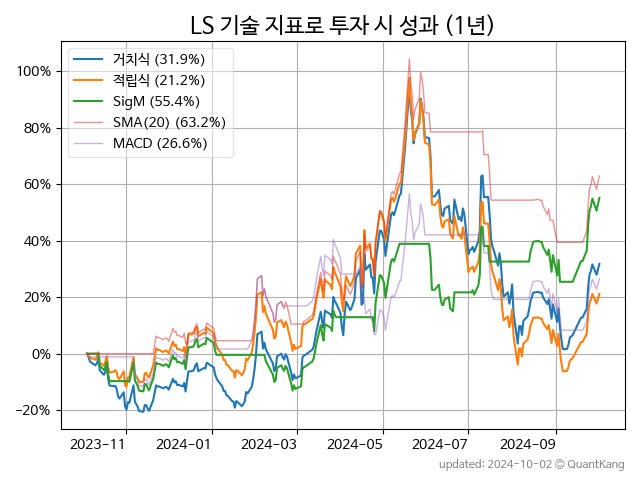 LS 기술 지표로 투자 시 성과 (1년)
거치식 (31.9%)
적립식 (21.2%)
SigM (55.4%)
SMA(20) (63.2%)
MACD (26.6%)
100%
80%
60%
40%
20%
0%
−20%
2023-11 2024-01 2024-03 2024-05 2024-07 2024-09
updated: 2024-10-02 © QuantKang